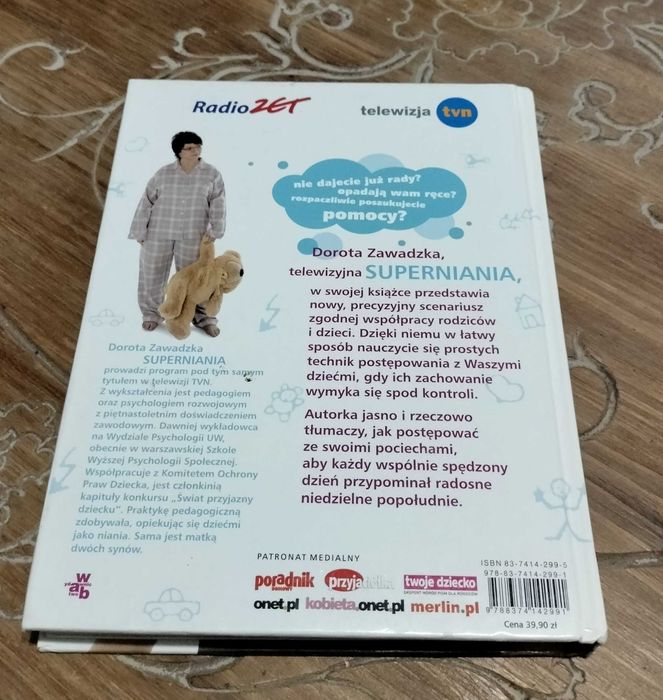 Radio ZET
telewizja tvn
nie dajecie już rady?
opadają wam ręce?
rozpaczliwie poszukujecie
pomocy?
Dorota Zawadzka,
telewizyjna SUPERNIANIA,
w swojej książce przedstawia
nowy, precyzyjny scenariusz
zgodnej współpracy rodziców
i dzieci. Dzięki niemu w łatwy
sposób nauczycie się prostych
technik postępowania z Waszymi
dziećmi, gdy ich zachowanie
wymyka się spod kontroli.
Autorka jasno i rzeczowo
tłumaczy, jak postępować
ze swoimi pociechami,
aby każdy wspólnie spędzony
dzień przypominał radosne
niedzielne popołudnie.
Dorota Zawadzka
SUPERNIANIA
prowadzi program pod tym samym
tytułem w telewizji TVN.
Z wykształcenia jest pedagogiem
oraz psychologiem rozwojowym
z piętnastoletnim doświadczeniem
zawodowym. Dawniej wykładowca
na Wydziale Psychologii UW,
obecnie w warszawskiej Szkole
Wyższej Psychologii Społecznej.
Współpracuje z Komitetem Ochrony
Praw Dziecka, jest członkinią
kapituły konkursu „Świat przyjazny
dziecku”. Praktykę pedagogiczną
zdobywała, opiekując się dziećmi
jako niania. Sama jest matką
dwóch synów.
PATRONAT MEDIALNY
poradnik
domowy
przyjaciółka
twoje dziecko
onet.pl kobieta.onet.pl merlin.pl
wab
ISBN 83-7414-299-5
978-83-7414-299-1
9788374142991
Cena 39,90 zł